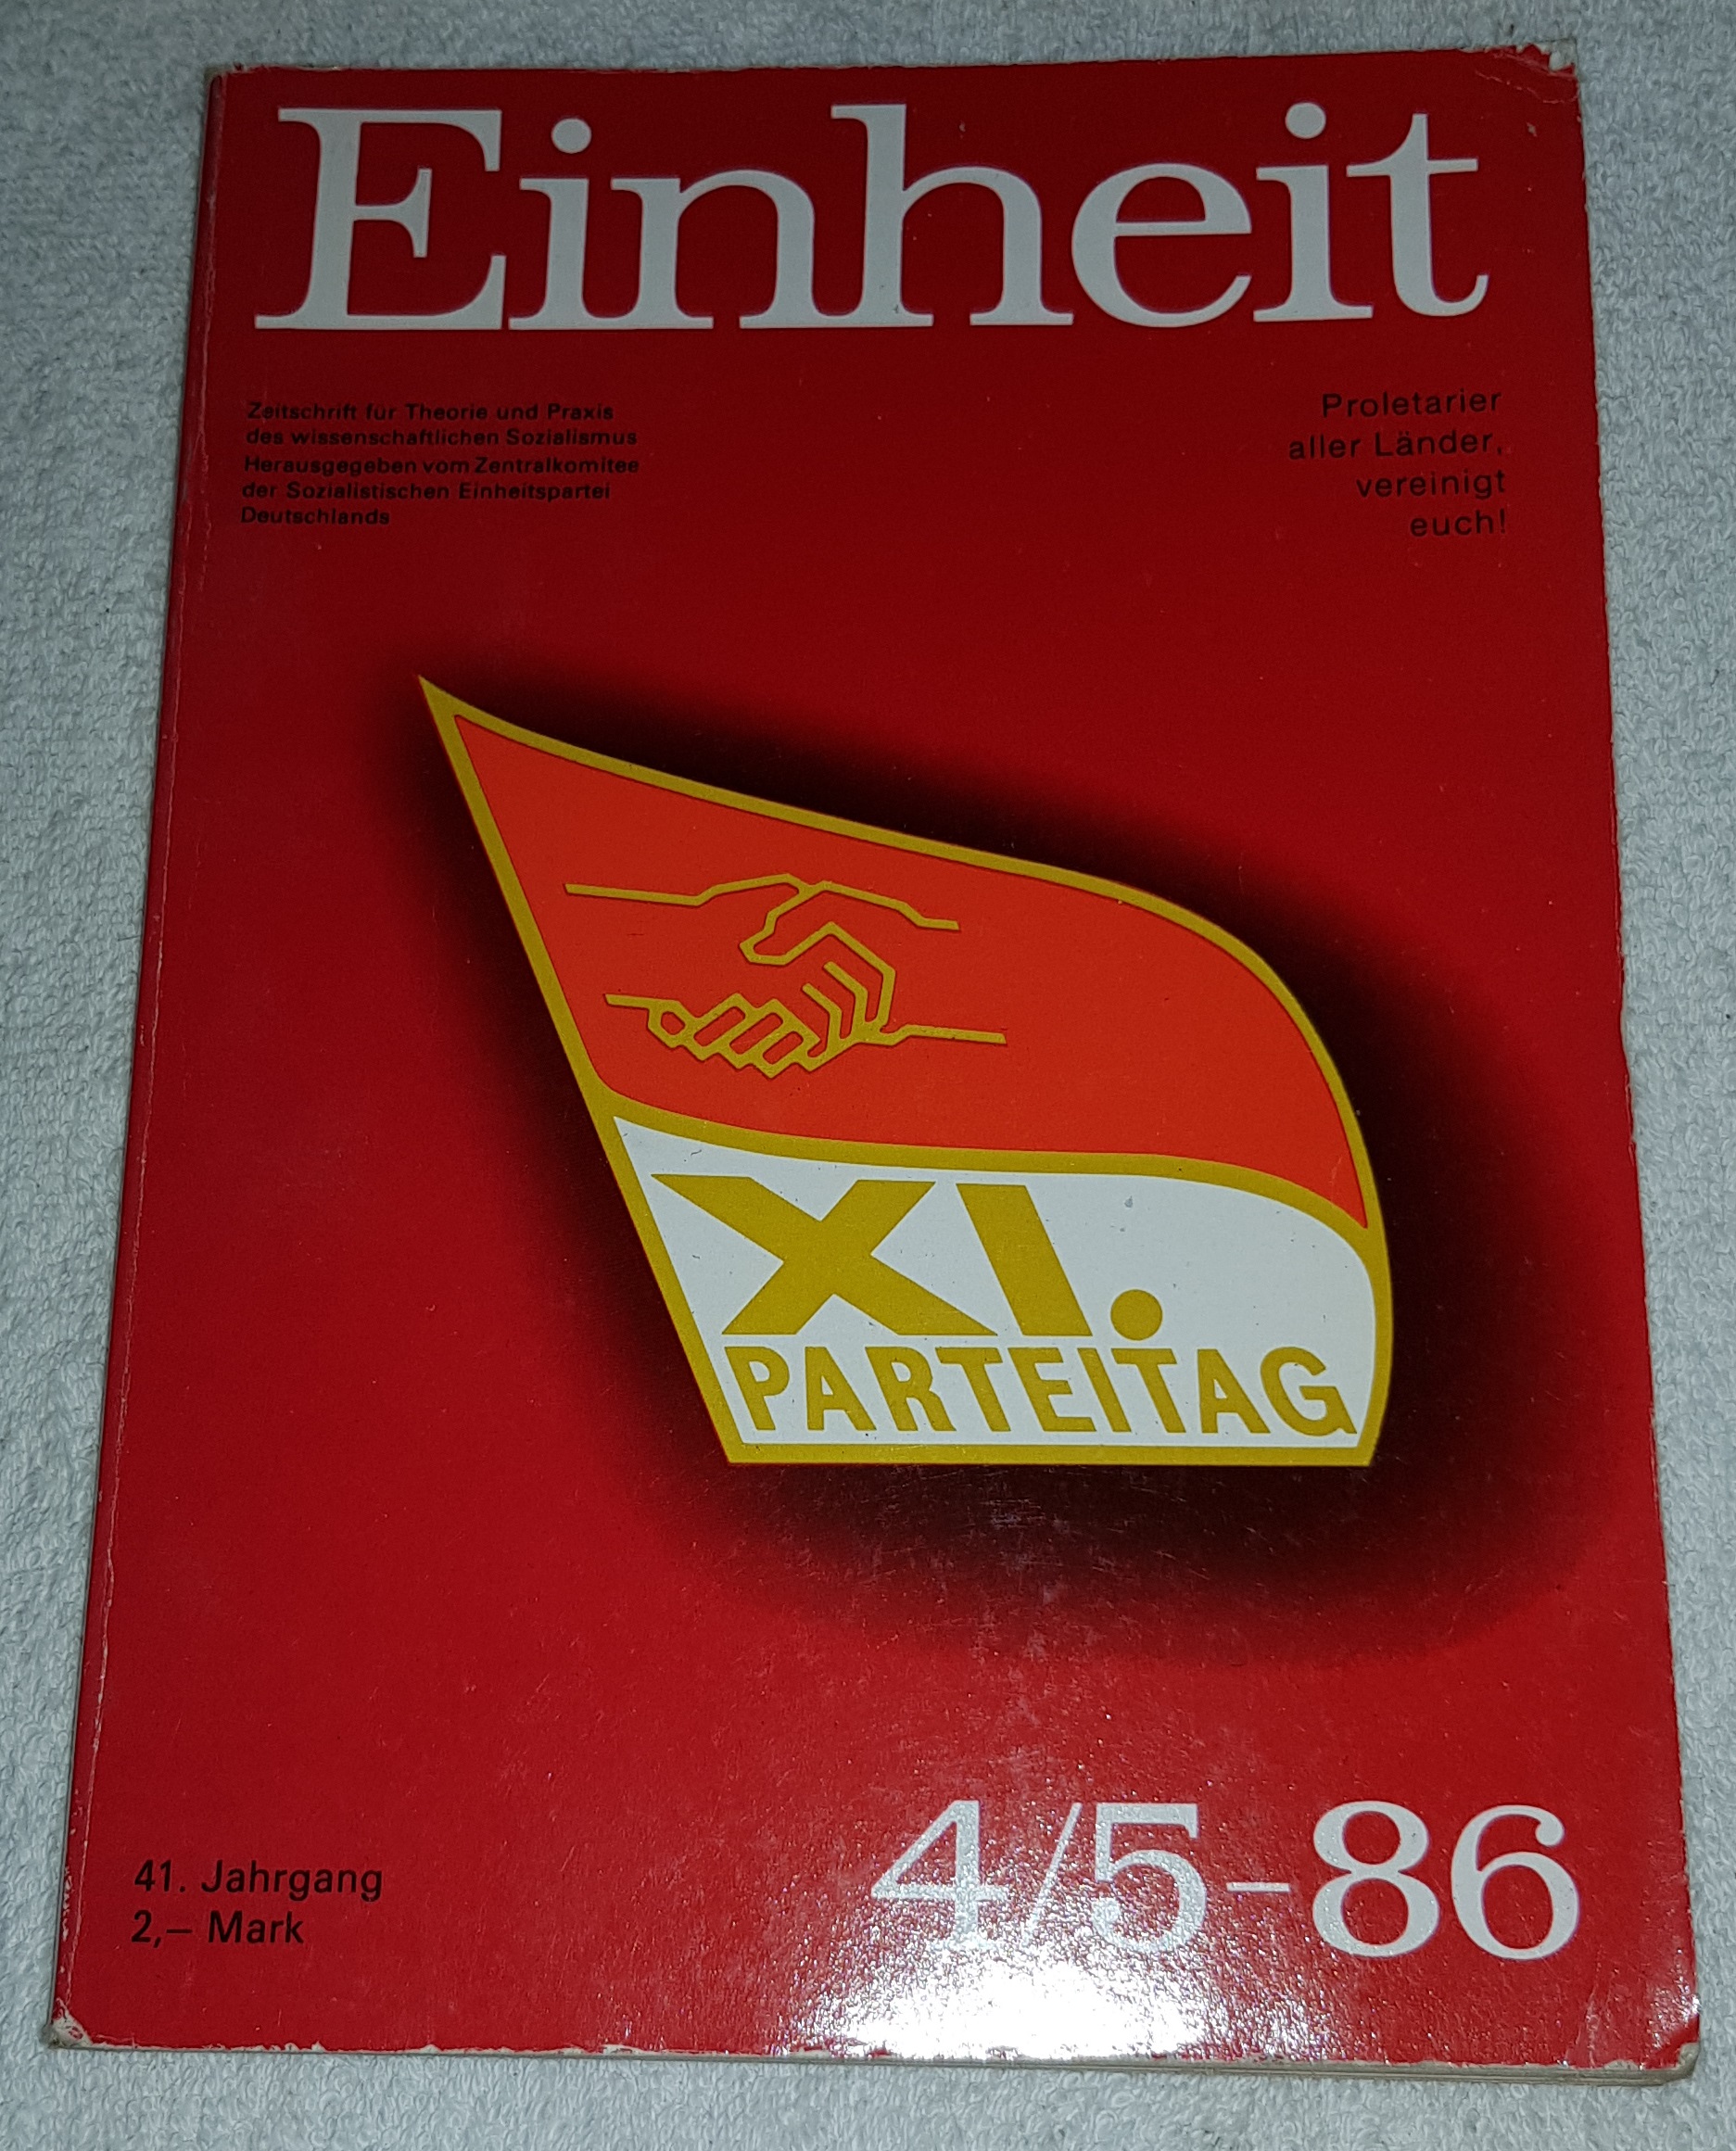 Einheit
Zeitschrift für Theorie und Praxis
des wissenschaftlichen Sozialismus
Herausgegeben vom Zentralkomitee
der Sozialistischen Einheitspartei
Deutschlands
Proletarier
aller Länder,
vereinigt
euch!
XI.
PARTEITAG
41. Jahrgang
2,— Mark
4/5-86